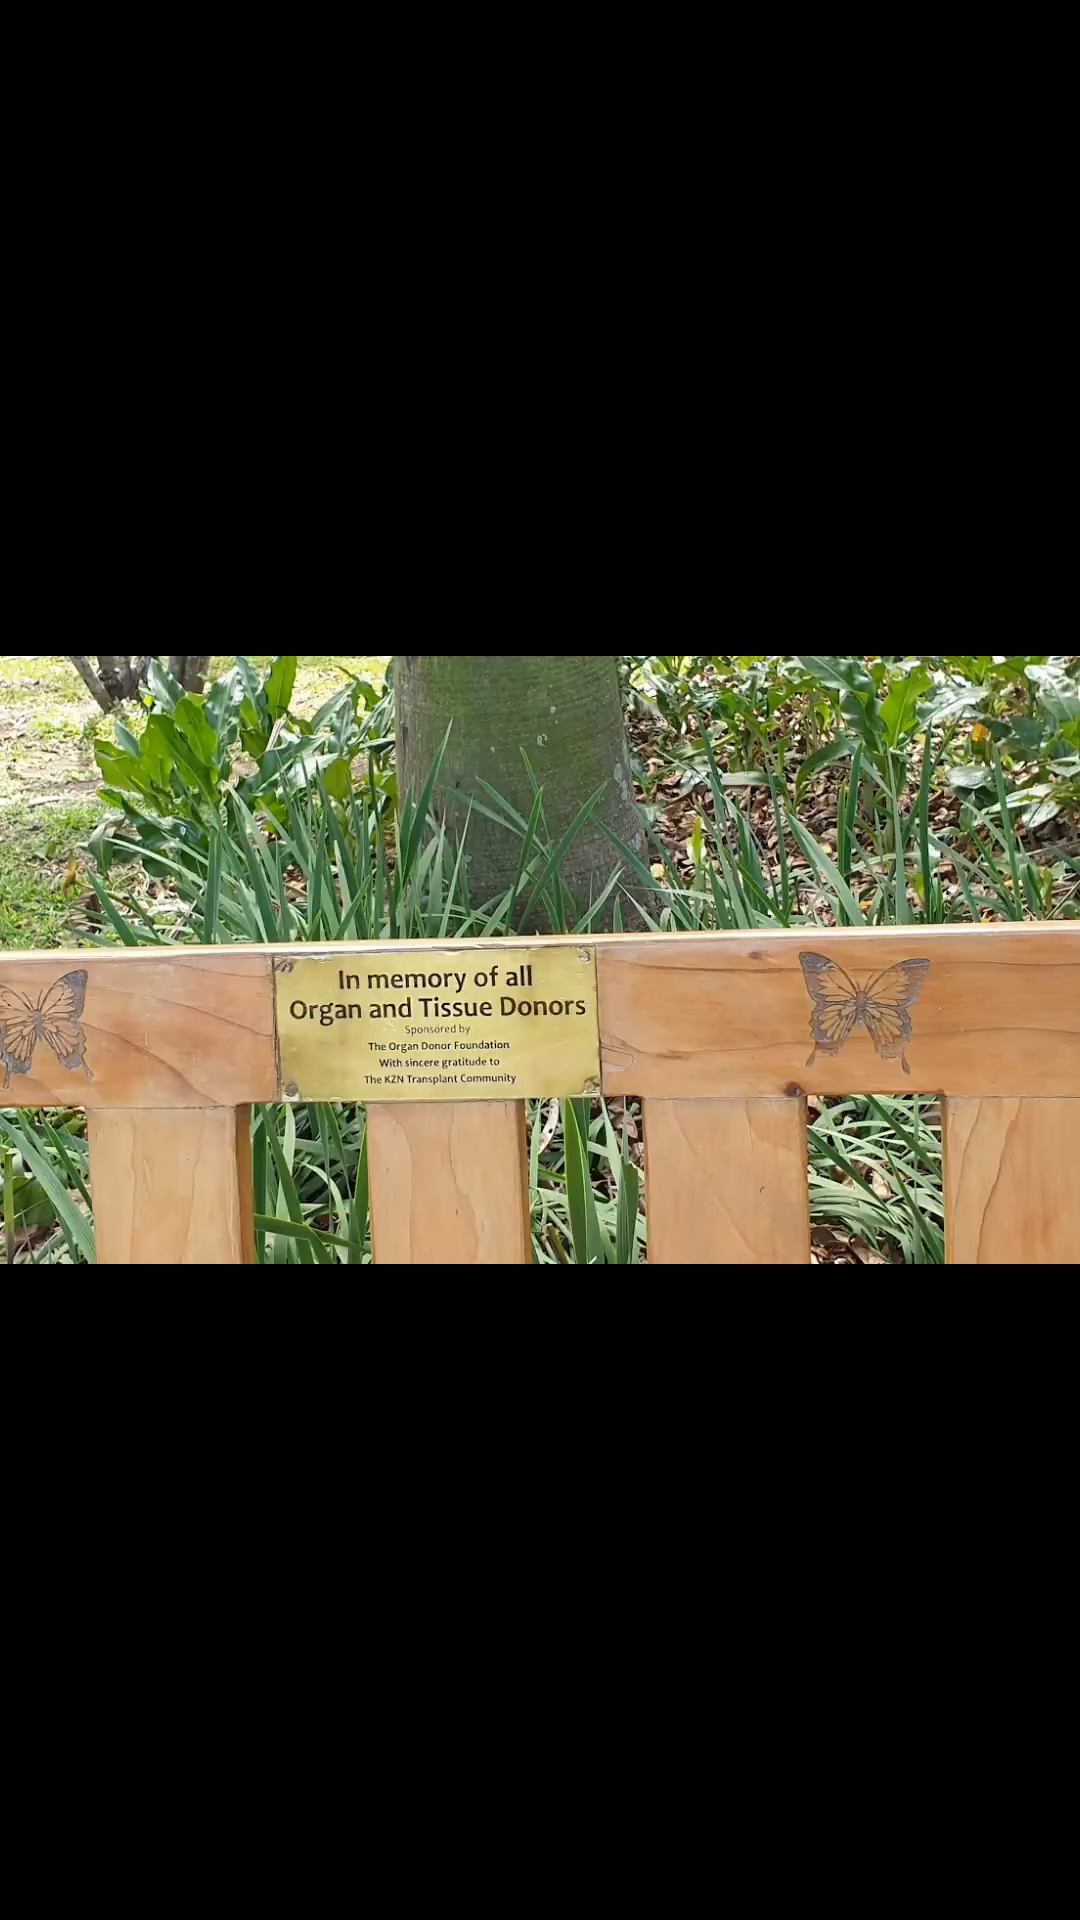 In memory of all
Organ and Tissue Donors
Sponsored by
The Organ Donor Foundation
With sincere gratitude to
The KZN Transplant Community